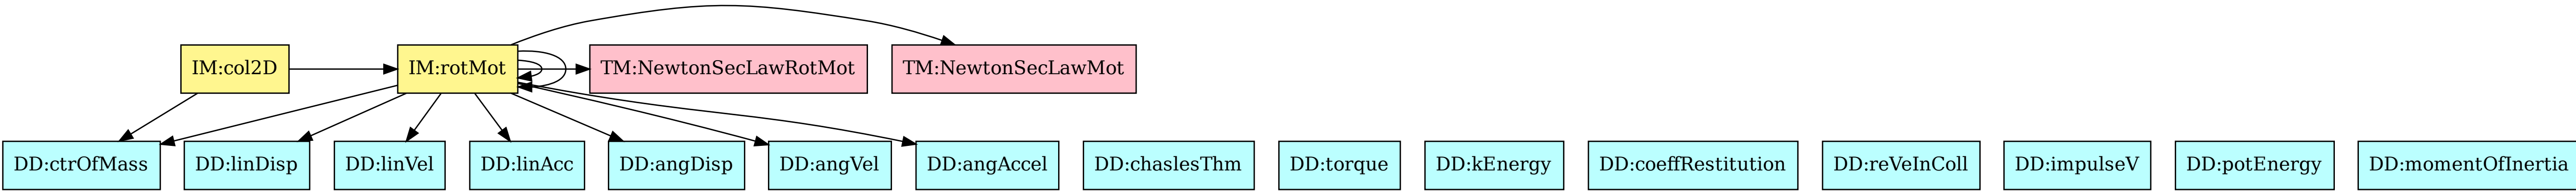 IM:col2D
IM:rotMot
TM:NewtonSecLawRotMot
TM:NewtonSecLawMot
DD:ctrOfMass
DD:linDisp
DD:linVel
DD:linAcc
DD:angDisp
DD:angVel
DD:angAccel
DD:chaslesThm
DD:torque
DD:kEnergy
DD:coeffRestitution
DD:reVeInColl
DD:impulseV
DD:potEnergy
DD:momentOfInertia